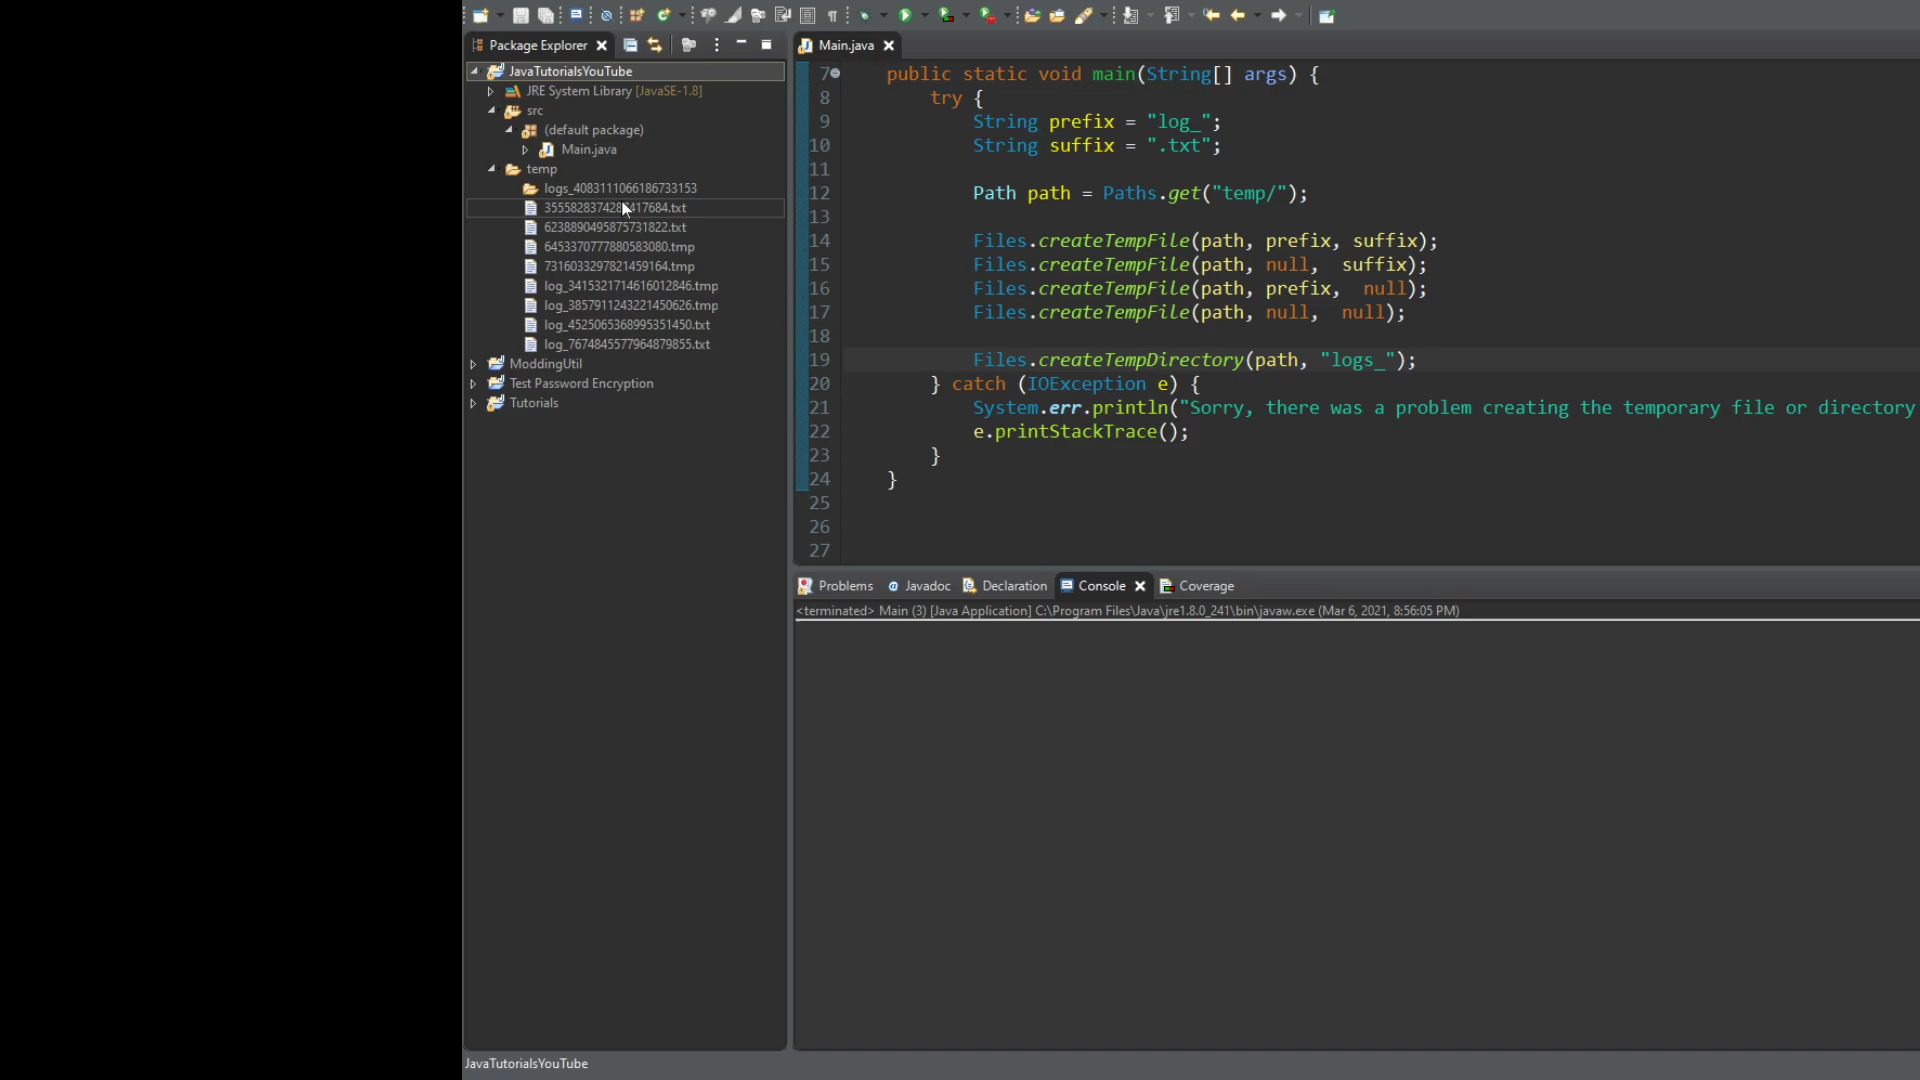 Package Explorer
JavaTutorialsYouTube
JRE System Library [JavaSE-1.8]
src
(default package)
Main.java
temp
logs_4083111066186733153
6238890495875731822.txt
6453370777880583080.tmp
7316033297821459164.tmp
log_3415321714616012846.tmp
log_3857911243221450626.tmp
log_4525065368995351450.txt
log_7674845577964879855.txt
ModdingUtil
Test Password Encryption
Tutorials
Main.java
7 public static void main(String[] args) {
8 try {
9 String prefix = "log_";
10 String suffix = ".txt";
11
12 Path path = Paths.get("temp/");
13
14 Files.createTempFile(path, prefix, suffix);
15 Files.createTempFile(path, null,  suffix);
16 Files.createTempFile(path, prefix,  null);
17 Files.createTempFile(path, null,  null);
18
19 Files.createTempDirectory(path, "logs_");
20 } catch (IOException e) {
21 System.err.println("Sorry, there was a problem creating the temporary file or directory
22 e.printStackTrace();
23 }
24 }
25
26
27
Problems @ Javadoc Declaration Console Coverage
<terminated> Main (3) [Java Application] C:\Program Files\Java\jre1.8.0_241\bin\javaw.exe (Mar 6, 2021, 8:56:05 PM)
JavaTutorialsYouTube